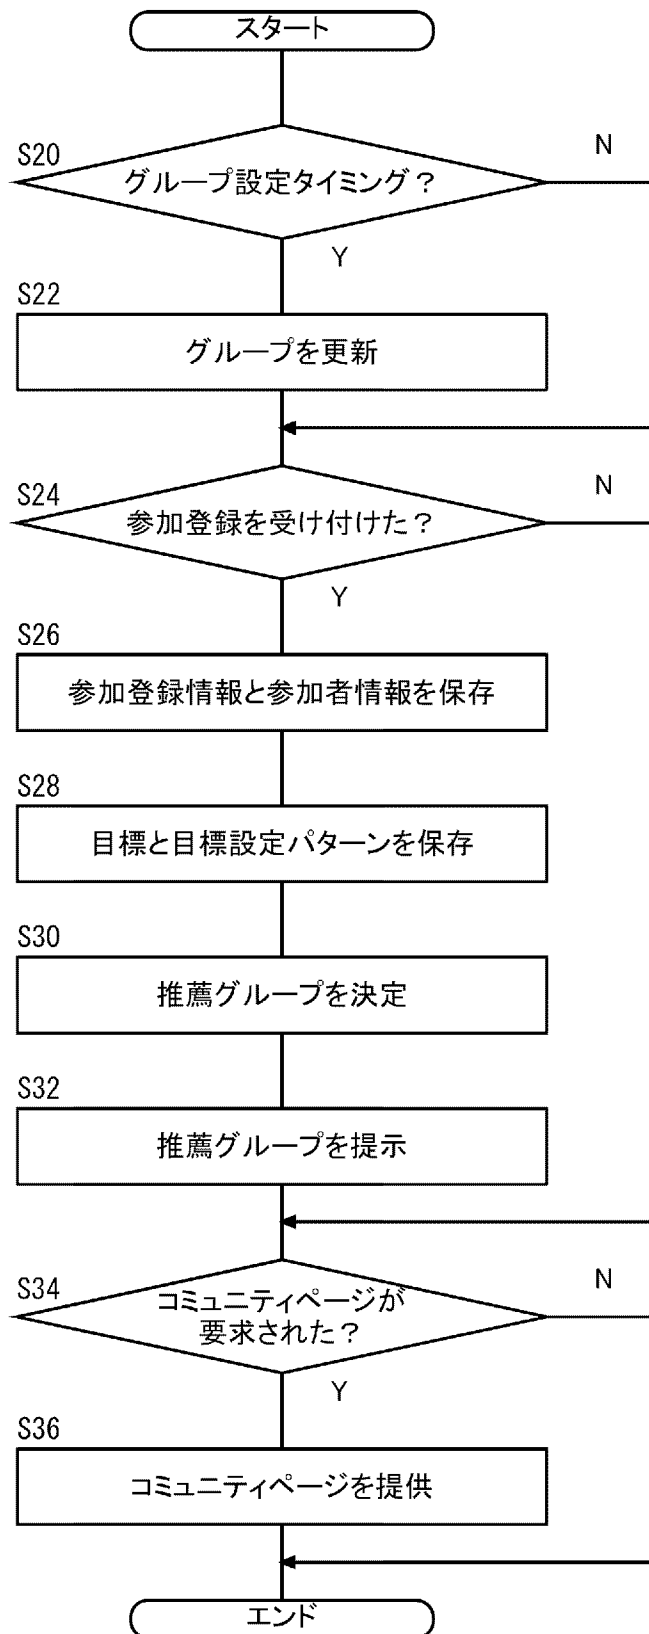 スタート
S20
グループ設定タイミング？
N
Y
S22
グループを更新
S24
参加登録を受け付けた？
N
Y
S26
参加登録情報と参加者情報を保存
S28
目標と目標設定パターンを保存
S30
推薦グループを決定
S32
推薦グループを提示
S34
コミュニティページが
要求された？
N
Y
S36
コミュニティページを提供
エンド